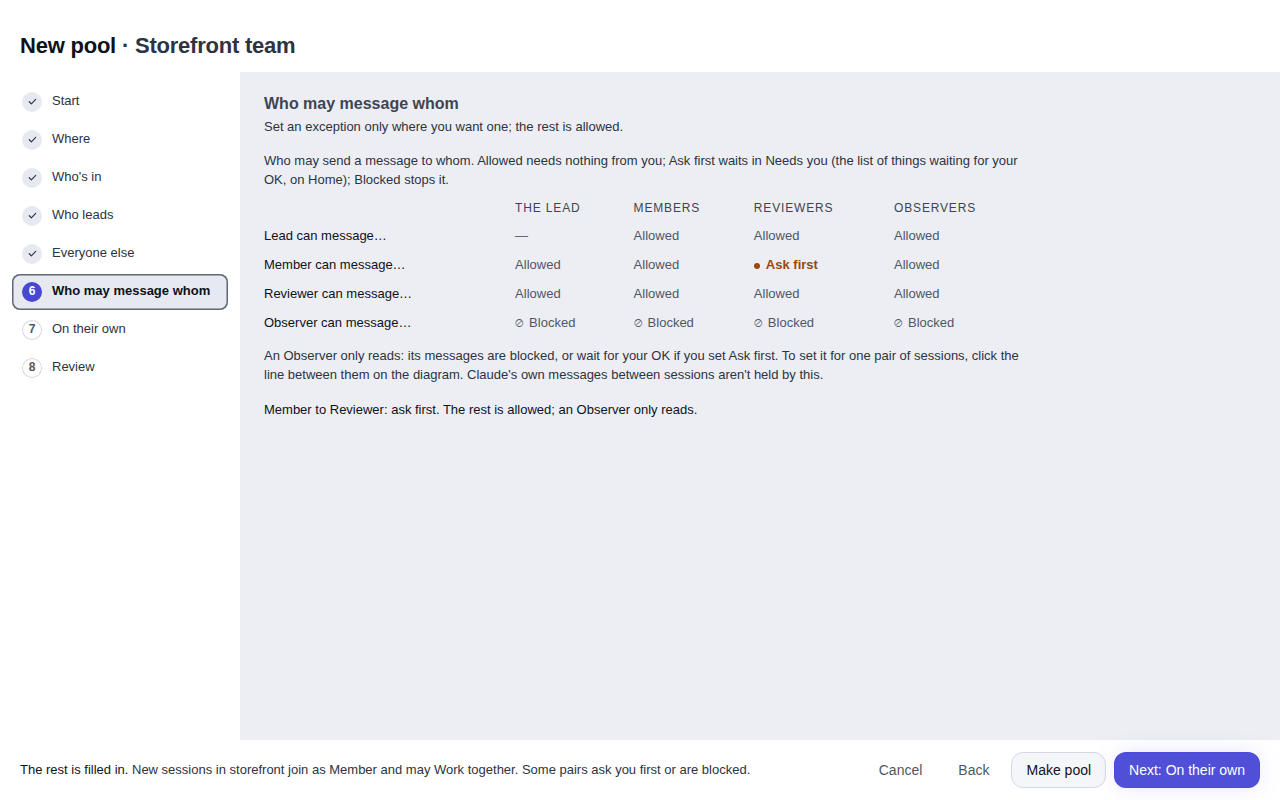 New pool · Storefront team
Start
Where
Who's in
Who leads
Everyone else
6 Who may message whom
7 On their own
8 Review
Who may message whom
Set an exception only where you want one; the rest is allowed.
Who may send a message to whom. Allowed needs nothing from you; Ask first waits in Needs you (the list of things waiting for your
OK, on Home); Blocked stops it.
THE LEAD MEMBERS REVIEWERS OBSERVERS
Lead can message… — Allowed Allowed Allowed
Member can message… Allowed Allowed Ask first Allowed
Reviewer can message… Allowed Allowed Allowed Allowed
Observer can message… ⊘ Blocked ⊘ Blocked ⊘ Blocked ⊘ Blocked
An Observer only reads: its messages are blocked, or wait for your OK if you set Ask first. To set it for one pair of sessions, click the
line between them on the diagram. Claude's own messages between sessions aren't held by this.
Member to Reviewer: ask first. The rest is allowed; an Observer only reads.
The rest is filled in. New sessions in storefront join as Member and may Work together. Some pairs ask you first or are blocked.
Cancel Back Make pool Next: On their own